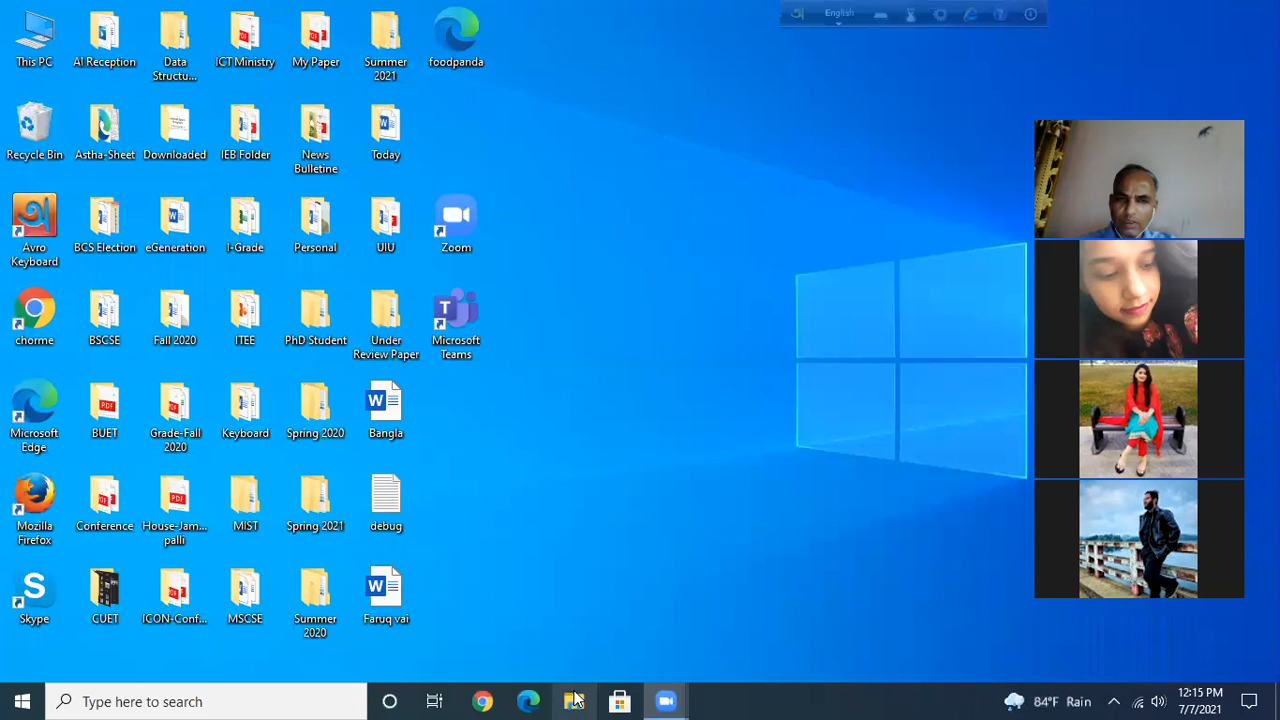 অ English
This PC
AI Reception
Data
Structu...
ICT Ministry
My Paper
Summer
2021
foodpanda
Recycle Bin
Astha-Sheet
Downloaded
IEB Folder
News
Bulletine
Today
অ
Avro
Keyboard
BCS Election
eGeneration
I-Grade
Personal
UIU
Zoom
chorme
BSCSE
Fall 2020
ITEE
PhD Student
Under
Review Paper
Microsoft
Teams
Microsoft
Edge
BUET
Grade-Fall
2020
Keyboard
Spring 2020
Bangla
Mozilla
Firefox
Conference
House-Jam...
palli
MIST
Spring 2021
debug
Skype
CUET
ICON-Conf...
MSCSE
Summer
2020
Faruq vai
Type here to search
84°F Rain
12:15 PM
7/7/2021